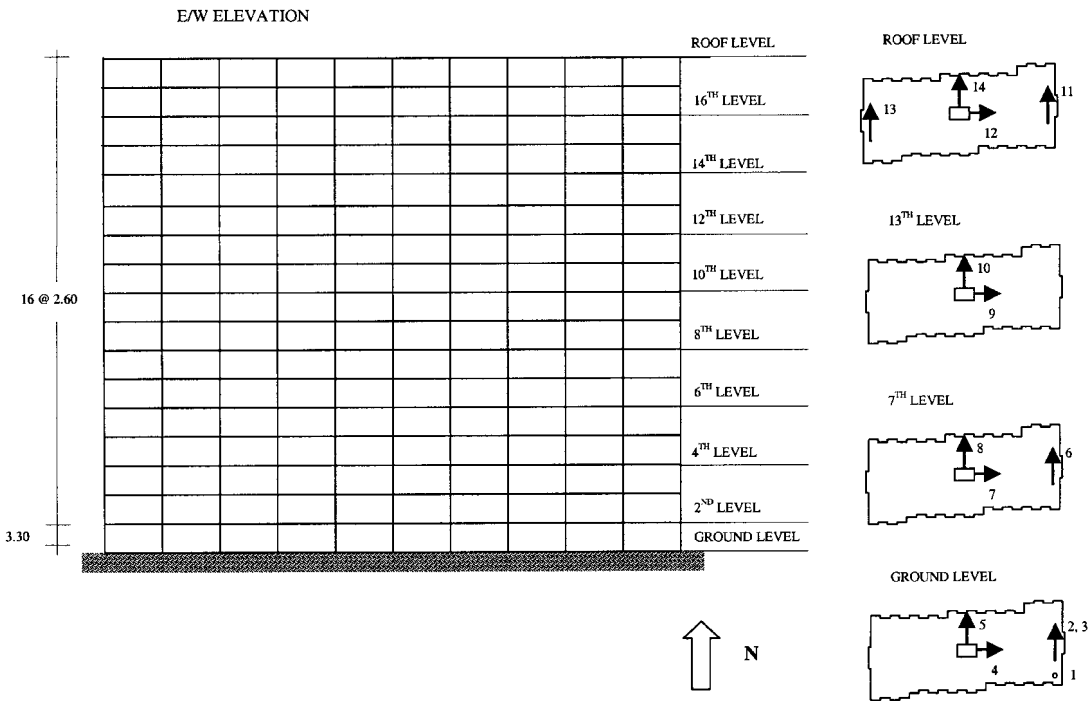 E/W ELEVATION
ROOF LEVEL
16TH LEVEL
14TH LEVEL
12TH LEVEL
10TH LEVEL
8TH LEVEL
6TH LEVEL
4TH LEVEL
2ND LEVEL
GROUND LEVEL
16 @ 2.60
3.30
N
ROOF LEVEL
14
11
13
12
13TH LEVEL
10
9
7TH LEVEL
8
6
7
GROUND LEVEL
5
2, 3
4
1